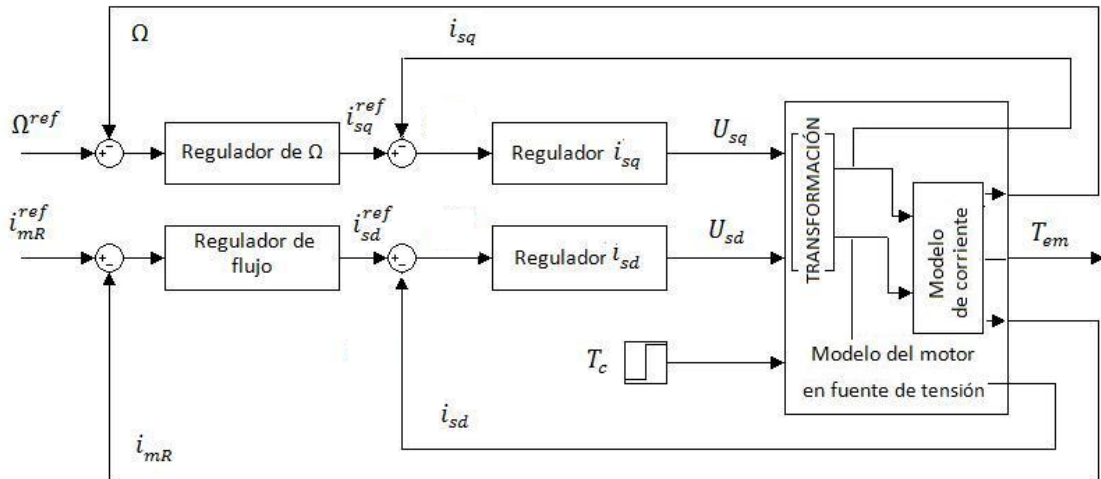 Ω
i_sq
Ω^ref
i_sq^ref
U_sq
Regulador de Ω
Regulador i_sq
TRANSFORMACIÓN
i_mR^ref
i_sd^ref
U_sd
T_em
Regulador de
flujo
Regulador i_sd
Modelo
de corriente
T_c
Modelo del motor
en fuente de tensión
i_sd
i_mR